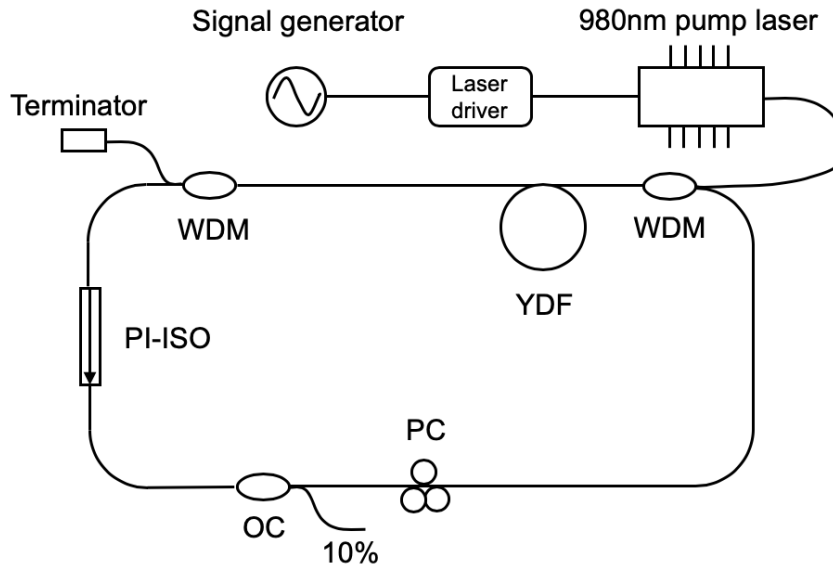 Signal generator
980nm pump laser
Terminator
Laser
driver
WDM
WDM
YDF
PI-ISO
PC
OC
10%